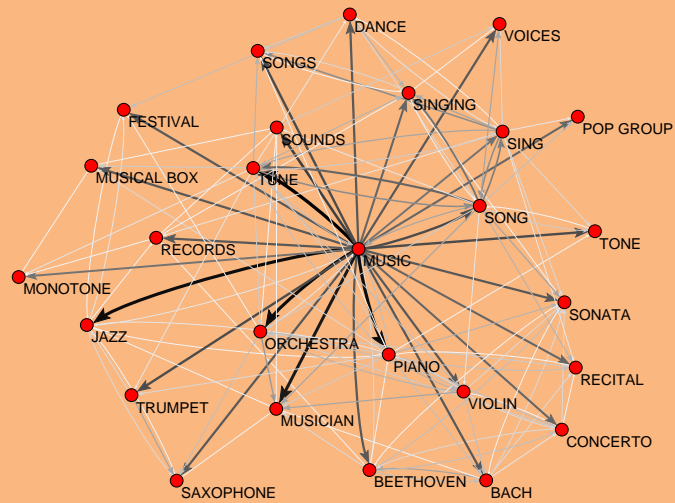 DANCE
VOICES
SONGS
SINGING
FESTIVAL
POP GROUP
SOUNDS
SING
MUSICAL BOX
TUNE
SONG
TONE
RECORDS
MUSIC
MONOTONE
SONATA
JAZZ
ORCHESTRA
PIANO
RECITAL
TRUMPET
VIOLIN
MUSICIAN
CONCERTO
BEETHOVEN
SAXOPHONE
BACH